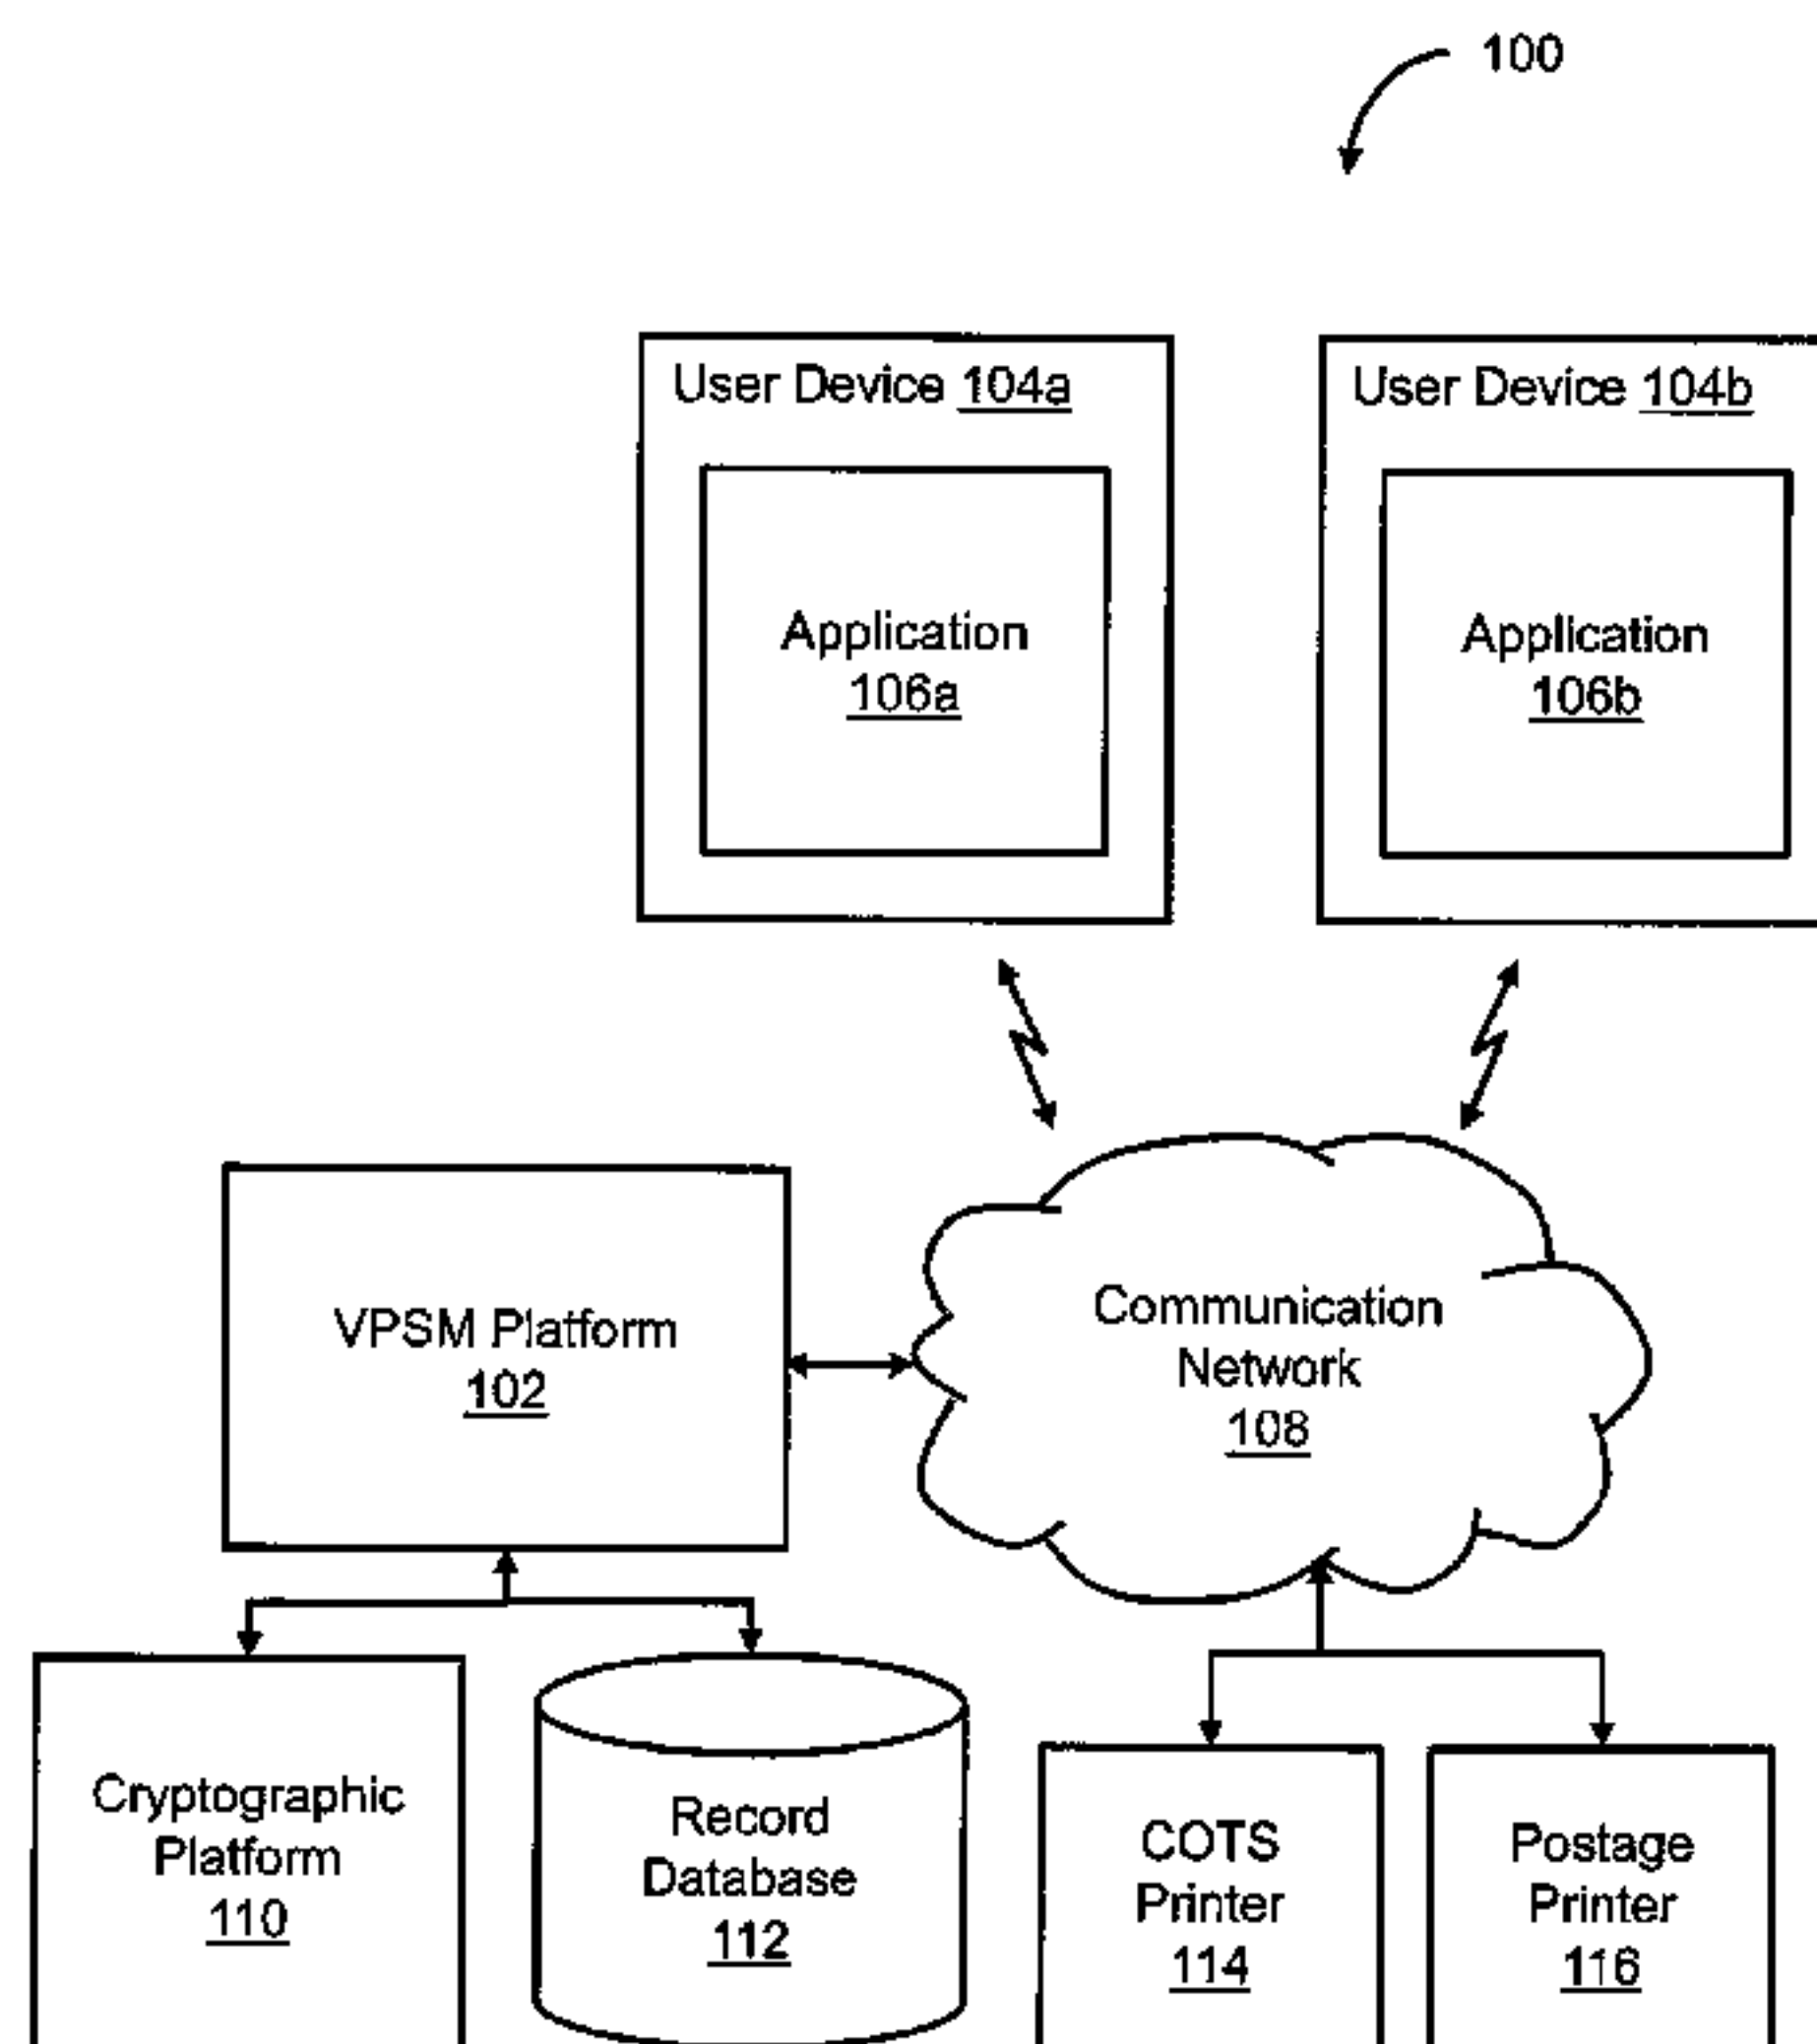 100
User Device 104a
Application
106a
User Device 104b
Application
106b
VPSM Platform
102
Communication
Network
108
Cryptographic
Platform
110
Record
Database
112
COTS
Printer
114
Postage
Printer
116